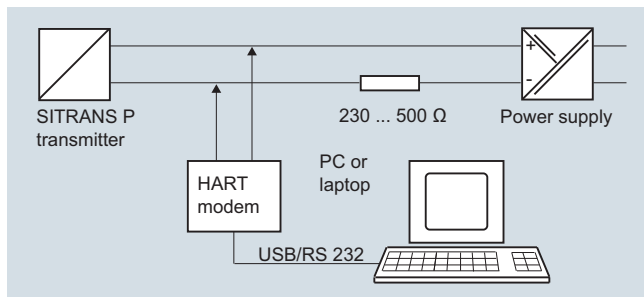 +
-
SITRANS P
transmitter
230 ... 500 Ω
Power supply
PC or
laptop
HART
modem
USB/RS 232